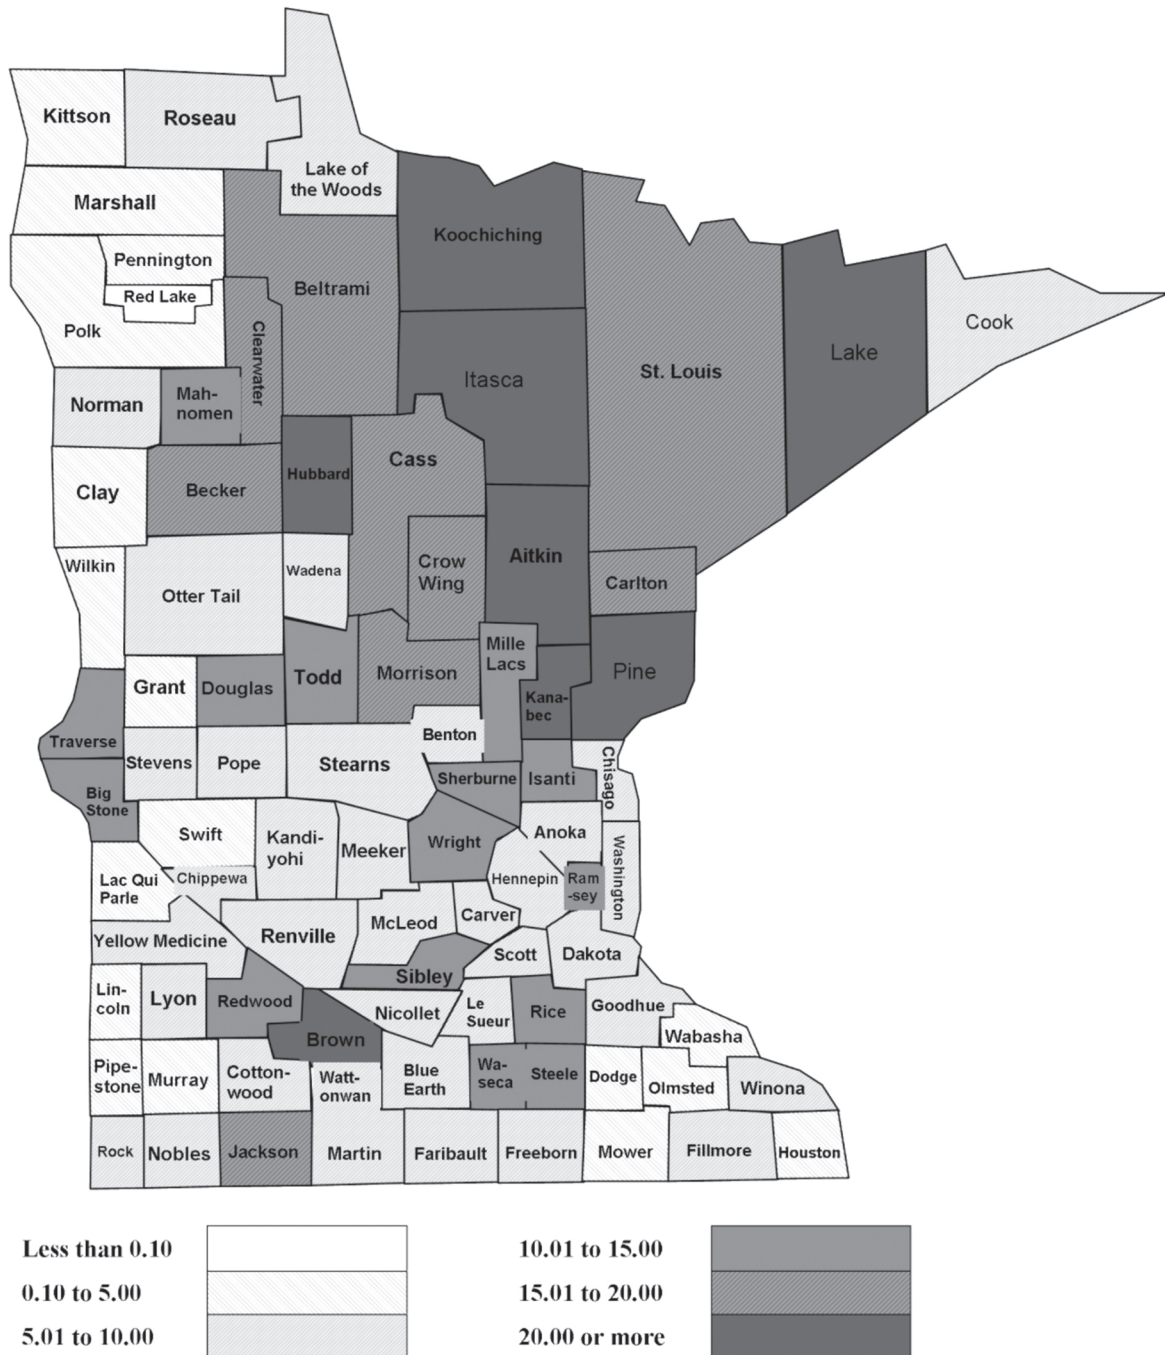 Kittson
Roseau
Lake of
the Woods
Marshall
Koochiching
Pennington
Beltrami
Red Lake
Polk
Clearwater
Cook
Lake
St. Louis
Itasca
Norman
Mah-
nomen
Cass
Hubbard
Clay
Becker
Aitkin
Crow
Wing
Wilkin
Wadena
Otter Tail
Carlton
Mille
Lacs
Pine
Todd
Morrison
Grant
Douglas
Kana-
bec
Traverse
Benton
Stevens
Pope
Stearns
Sherburne
Isanti
Chisago
Big
Stone
Swift
Kandi-
yohi
Meeker
Wright
Anoka
Washington
Lac Qui
Parle
Chippewa
Hennepin
Ram
-sey
McLeod
Carver
Yellow Medicine
Renville
Scott
Dakota
Sibley
Lin-
coln
Lyon
Redwood
Nicollet
Le
Sueur
Rice
Goodhue
Brown
Wabasha
Pipe-
stone
Murray
Cotton-
wood
Watt-
onwan
Blue
Earth
Wa-
seca
Steele
Dodge
Olmsted
Winona
Rock
Nobles
Jackson
Martin
Faribault
Freeborn
Mower
Fillmore
Houston
Less than 0.10
0.10 to 5.00
5.01 to 10.00
10.01 to 15.00
15.01 to 20.00
20.00 or more